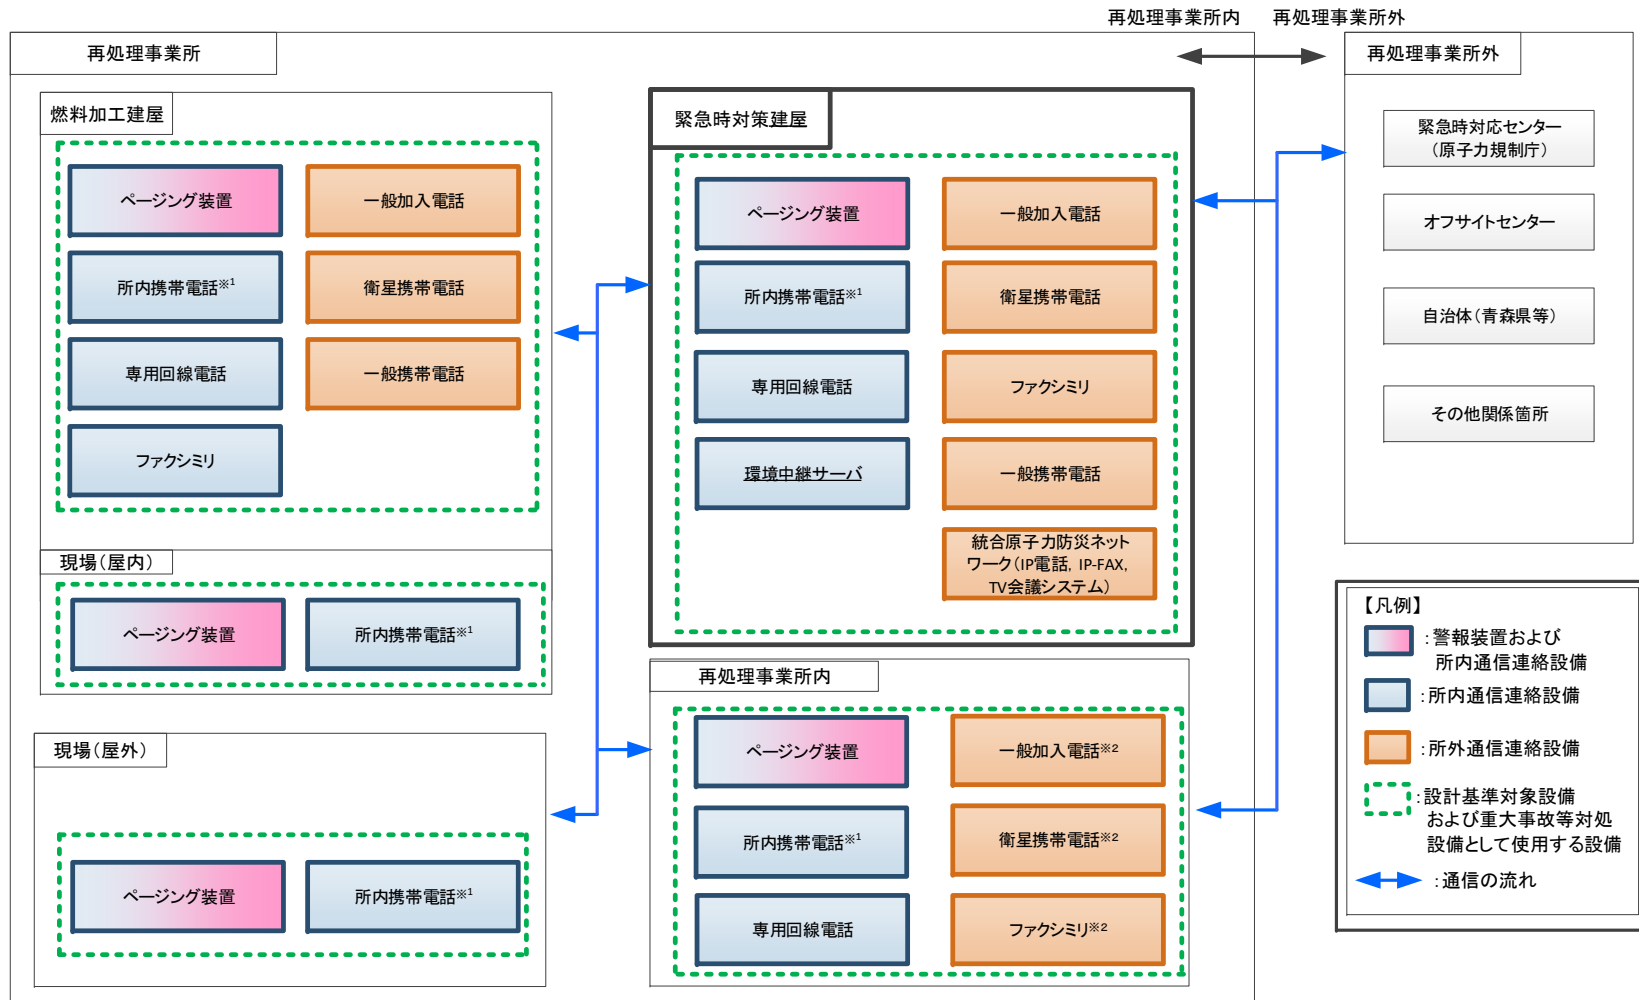 再処理事業所内
再処理事業所外
再処理事業所
燃料加工建屋
ページング装置
一般加入電話
所内携帯電話※1
衛星携帯電話
専用回線電話
一般携帯電話
ファクシミリ
現場(屋内)
ページング装置
所内携帯電話※1
現場(屋外)
ページング装置
所内携帯電話※1
緊急時対策建屋
ページング装置
一般加入電話
所内携帯電話※1
衛星携帯電話
専用回線電話
ファクシミリ
環境中継サーバ
一般携帯電話
統合原子力防災ネット
ワーク(IP電話, IP-FAX,
TV会議システム)
再処理事業所内
ページング装置
一般加入電話※2
所内携帯電話※1
衛星携帯電話※2
専用回線電話
ファクシミリ※2
再処理事業所外
緊急時対応センター
(原子力規制庁)
オフサイトセンター
自治体(青森県等)
その他関係箇所
【凡例】
:警報装置および
所内通信連絡設備
:所内通信連絡設備
:所外通信連絡設備
:設計基準対象設備
および重大事故等対処
設備として使用する設備
:通信の流れ